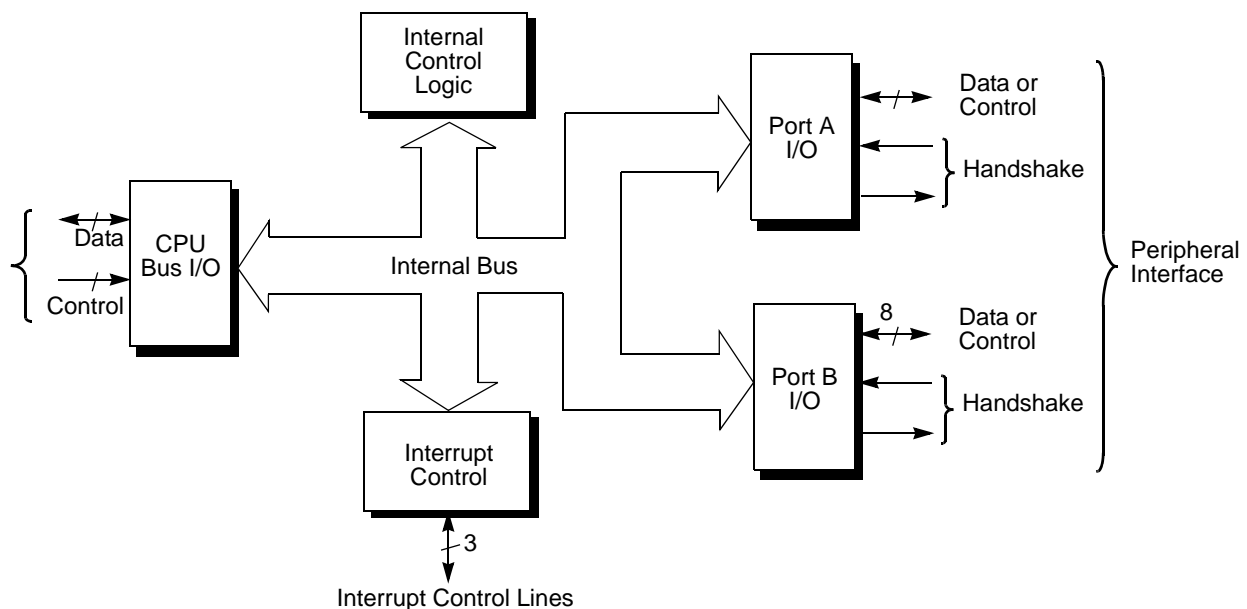 Internal
Control
Logic
Port A
I/O
Data or
Control
Handshake
CPU
Bus I/O
Data
Control
Internal Bus
Peripheral
Interface
Port B
I/O
8
Data or
Control
Handshake
Interrupt
Control
3
Interrupt Control Lines